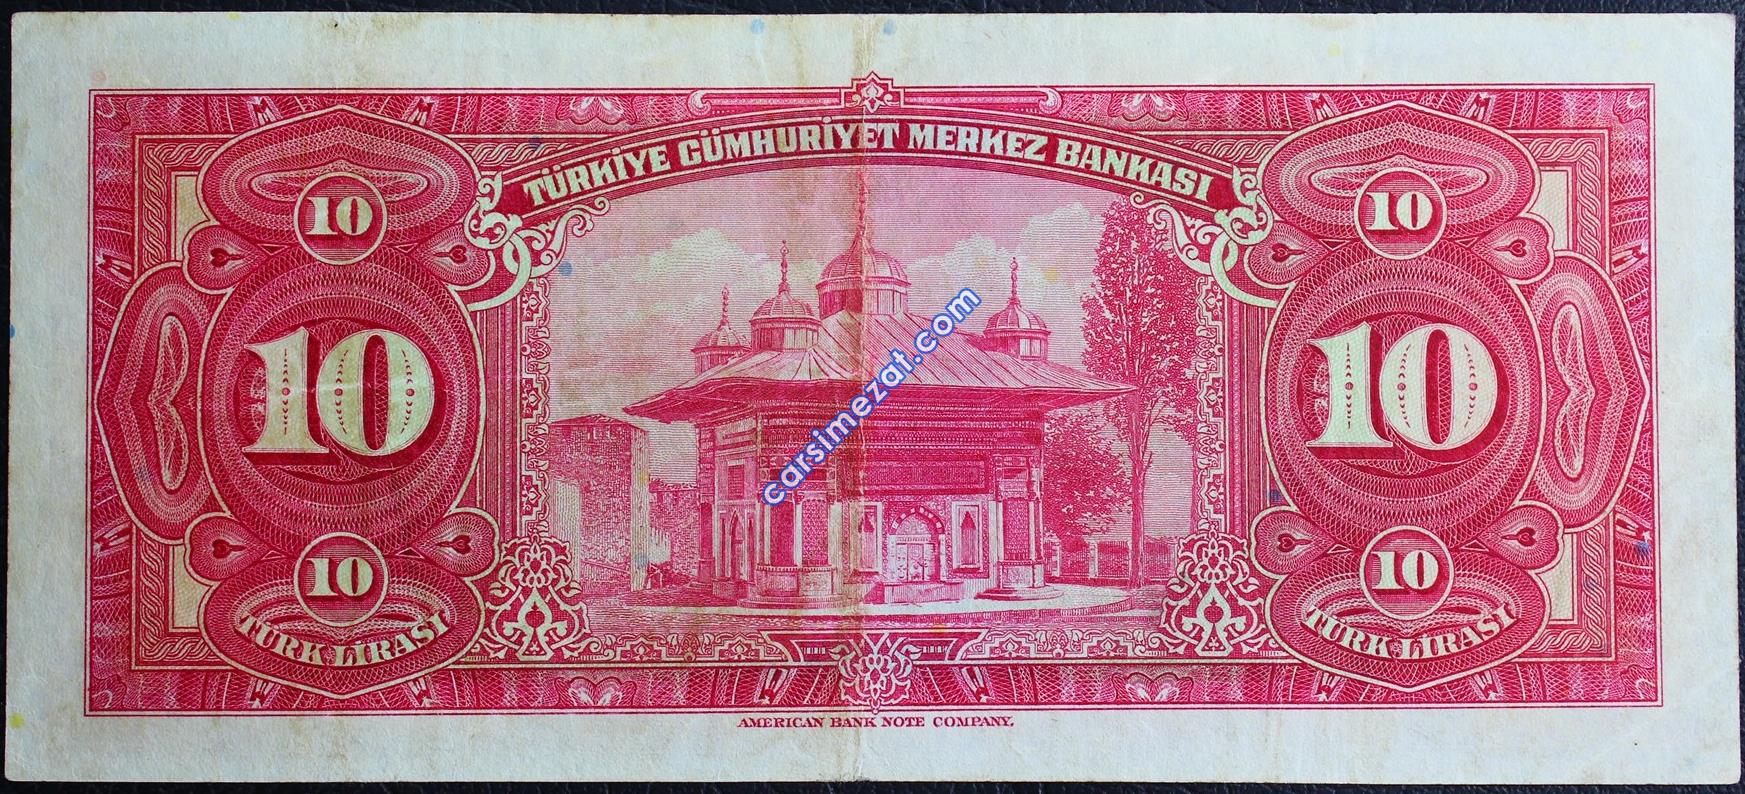 TÜRKİYE CÜMHURİYET MERKEZ BANKASI
10
10
10
10
carsimezat.com
10
10
TÜRK LİRASI
TÜRK LİRASI
AMERICAN BANK NOTE COMPANY.